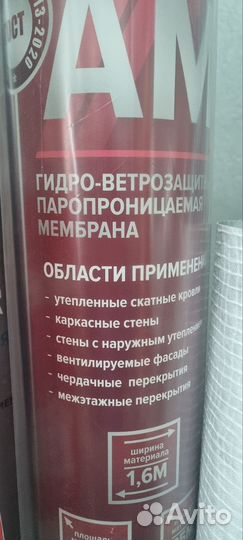 АМ
ГИДРО-ВЕТРОЗАЩИТ
ПАРОПРОНИЦАЕМАЯ
МЕМБРАНА
ОБЛАСТИ ПРИМЕНЕН
- утепленные скатные кровли
- каркасные стены
- стены с наружным утеплен
- вентилируемые фасады
- чердачные перекрытия
- межэтажные перекрытия
ширина
материала
1,6М
площадь
Avito